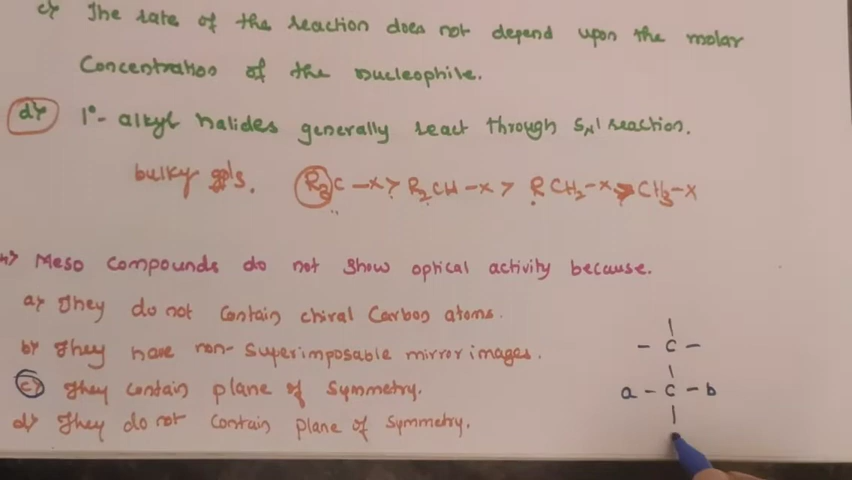 c) The rate of the reaction does not depend upon the molar
Concentration of the nucleophile.
d) 1°- alkyl halides generally react through SN1 reaction.
bulky gps. R3C-X > R2CH-X > RCH2-X > CH3-X
Meso Compounds do not show optical activity because.
a) They do not contain chiral Carbon atoms.
b) They have non-superimposable mirror images.
c) They contain plane of Symmetry.
d) They do not contain plane of Symmetry.
- C -
a - C - b